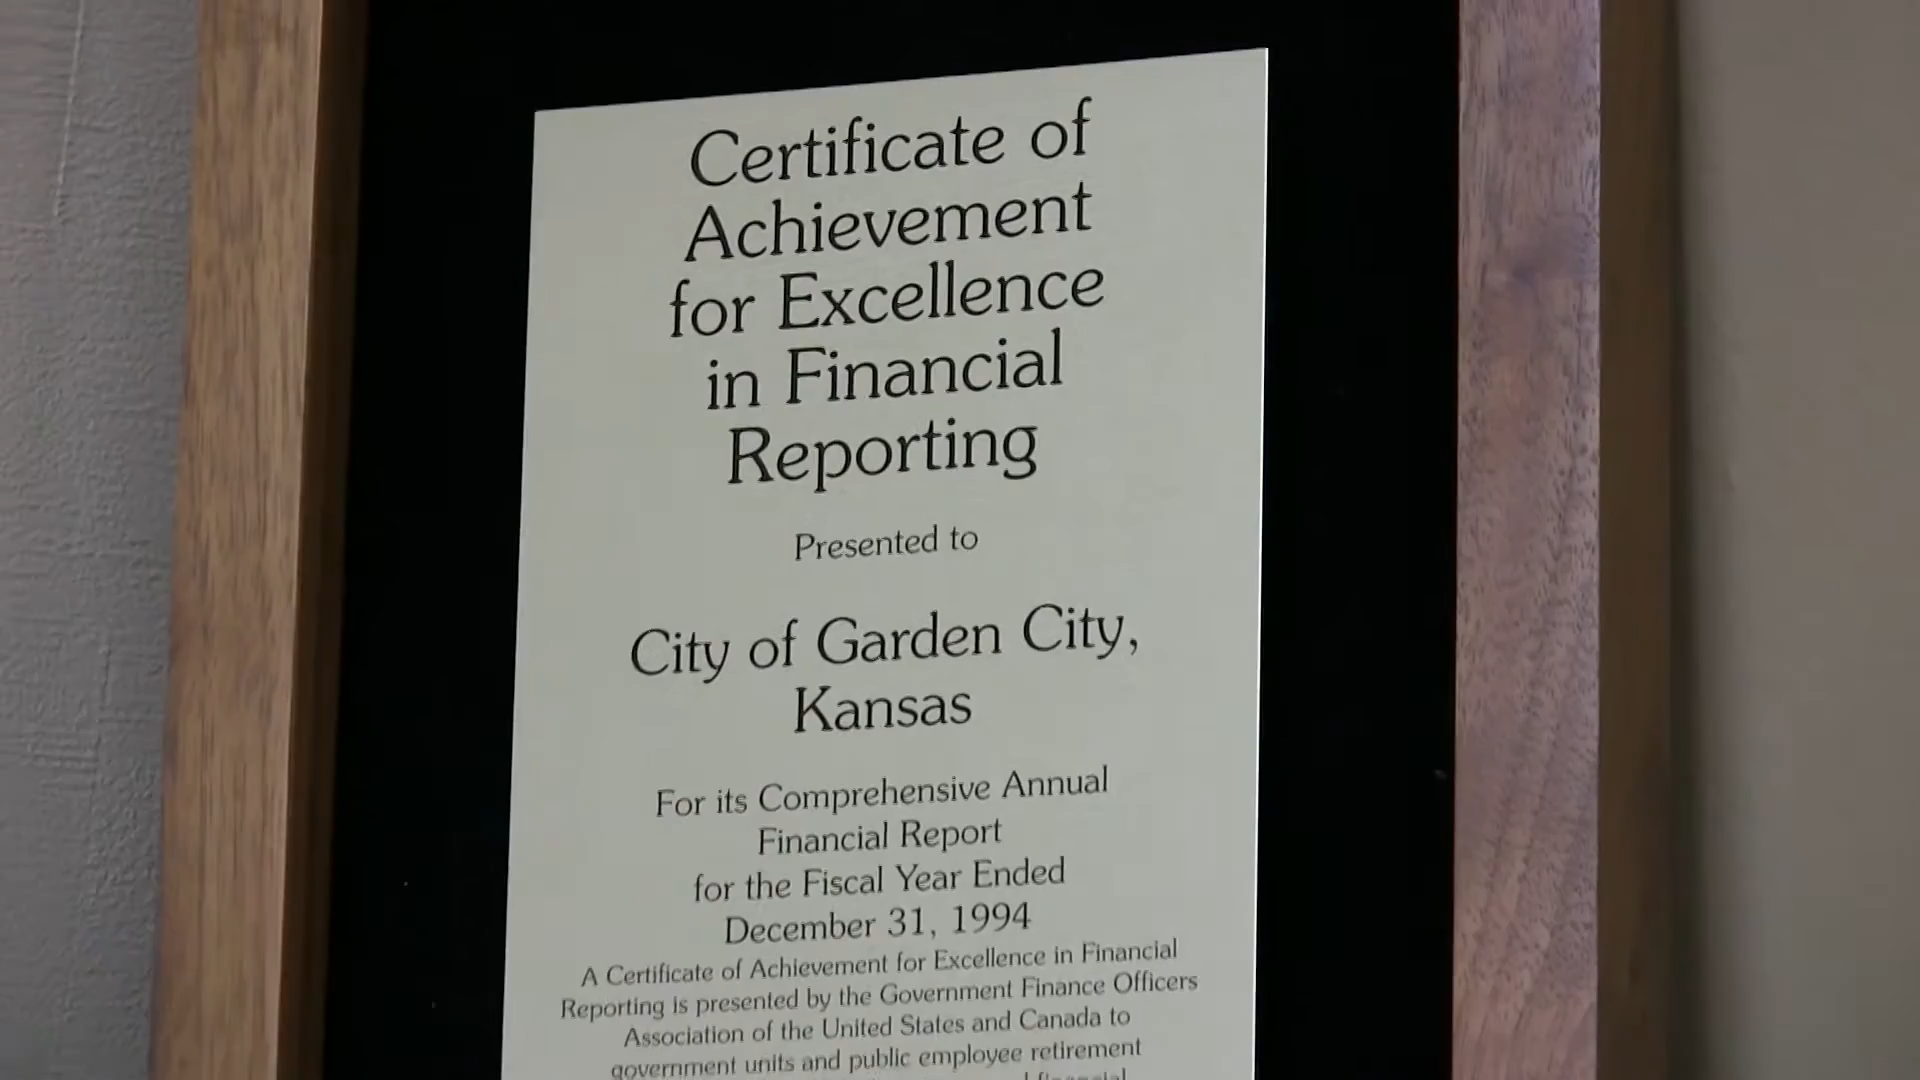 Certificate of
Achievement
for Excellence
in Financial
Reporting
Presented to
City of Garden City,
Kansas
For its Comprehensive Annual
Financial Report
for the Fiscal Year Ended
December 31, 1994
A Certificate of Achievement for Excellence in Financial
Reporting is presented by the Government Finance Officers
Association of the United States and Canada to
government units and public employee retirement
financial